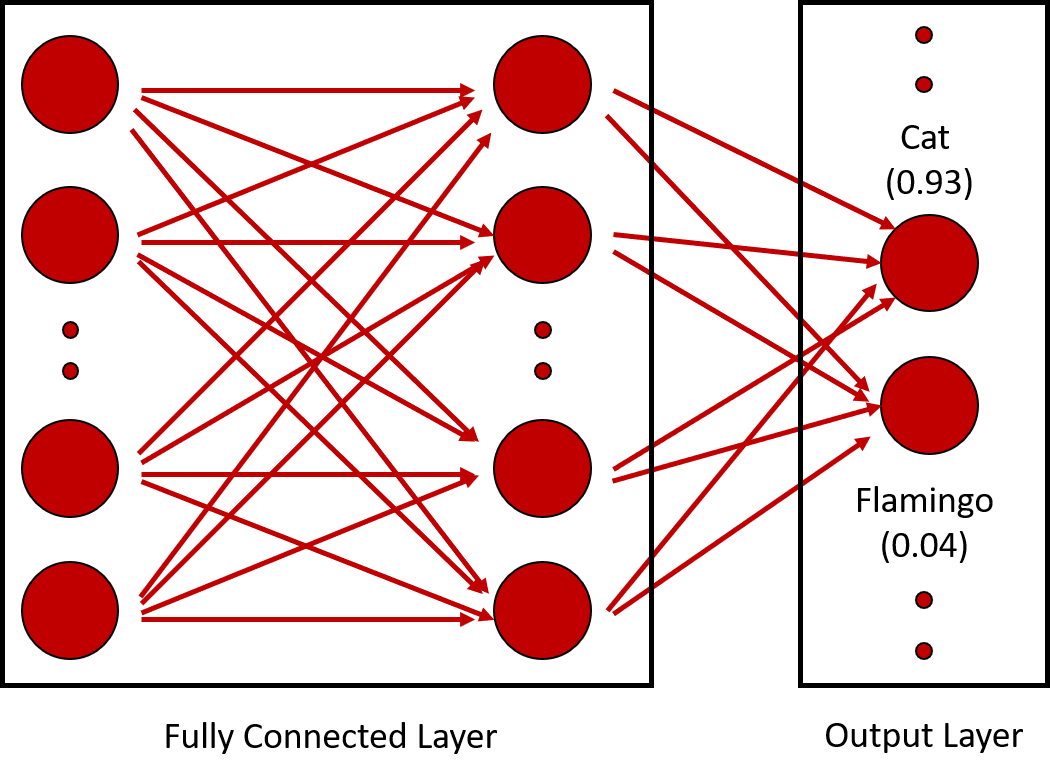 Cat
(0.93)
Flamingo
(0.04)
Fully Connected Layer
Output Layer